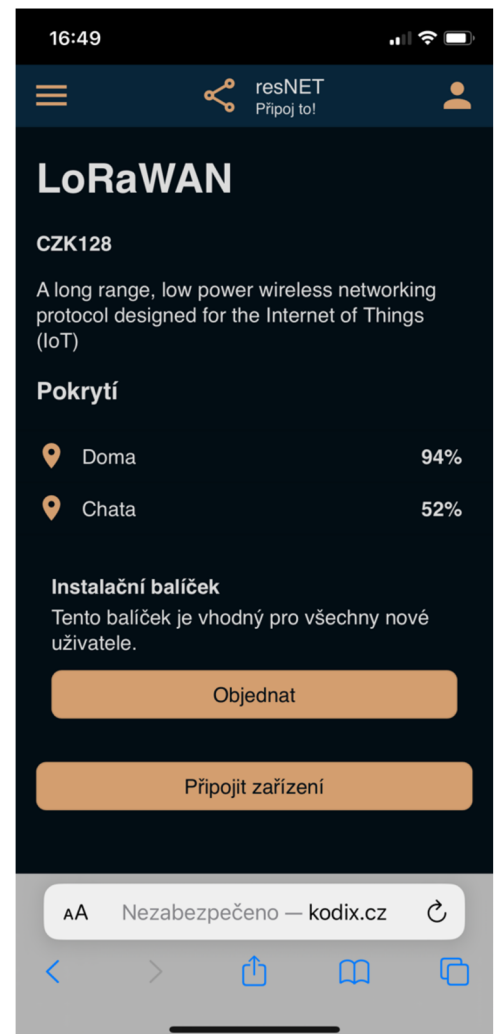 16:49
resNET
Připoj to!
LoRaWAN
CZK128
A long range, low power wireless networking
protocol designed for the Internet of Things
(IoT)
Pokrytí
Doma 94%
Chata 52%
Instalační balíček
Tento balíček je vhodný pro všechny nové
uživatele.
Objednat
Připojit zařízení
AA Nezabezpečeno — kodix.cz